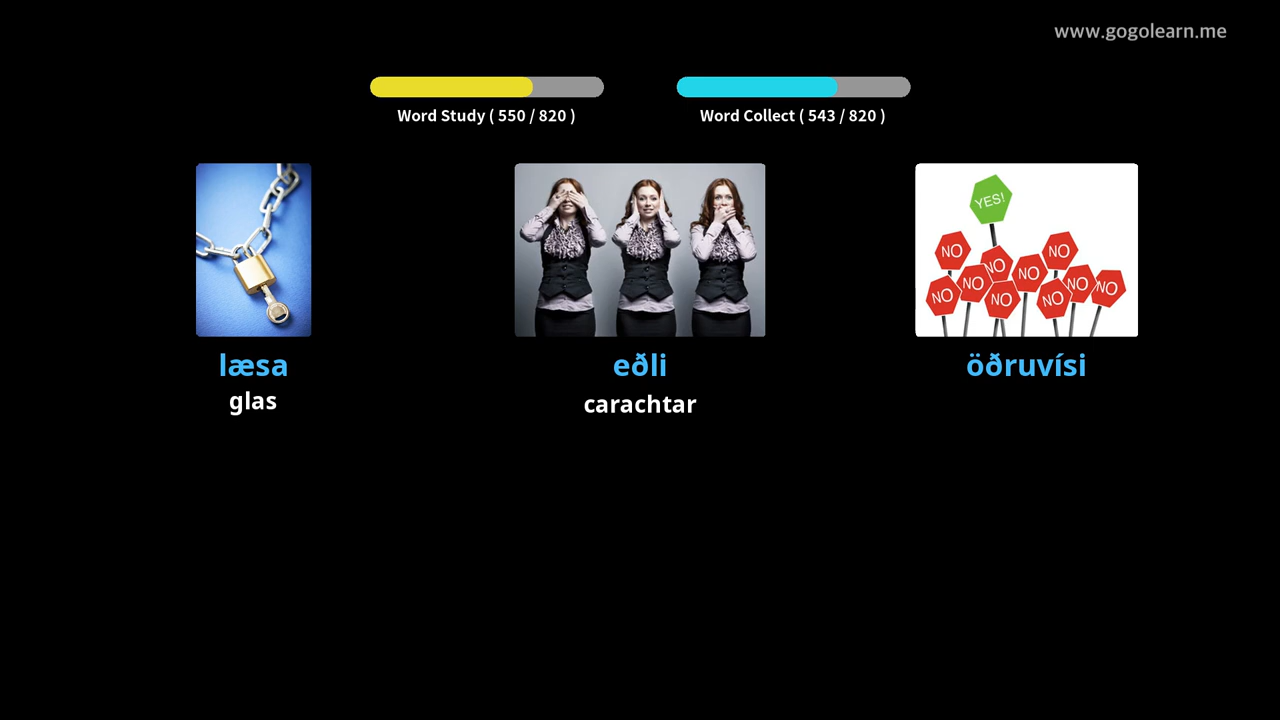 www.gogolearn.me
Word Study ( 550 / 820 )
Word Collect ( 543 / 820 )
YES!
NO
NO
NO
NO
NO
NO
NO
NO
NO
NO
læsa
eðli
öðruvísi
glas
carachtar